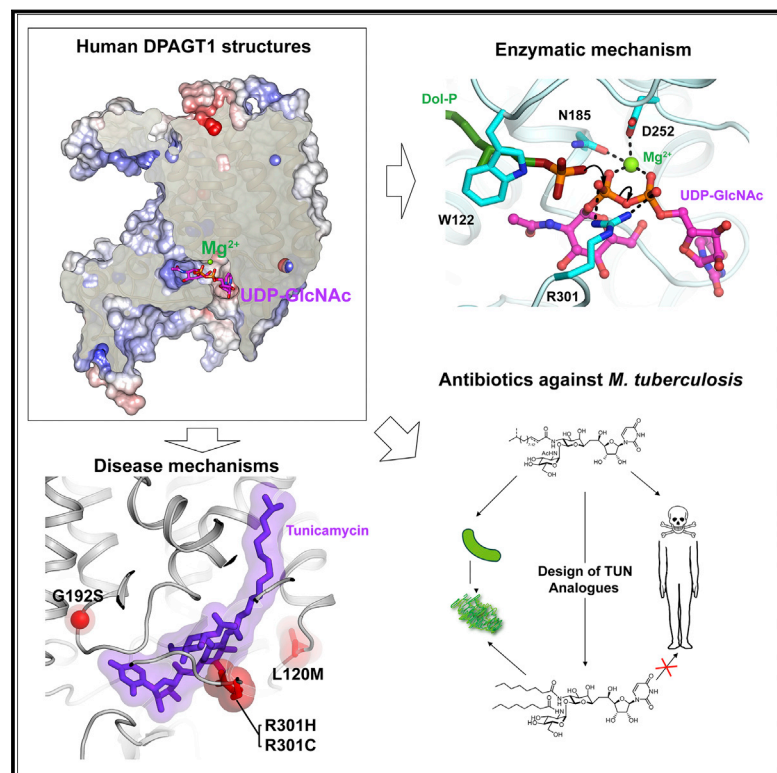 Human DPAGT1 structures
Mg²⁺
UDP-GlcNAc
Enzymatic mechanism
Dol-P
N185
D252
Mg²⁺
UDP-GlcNAc
W122
R301
Disease mechanisms
Tunicamycin
G192S
L120M
R301H
R301C
Antibiotics against M. tuberculosis
Design of TUN
Analogues